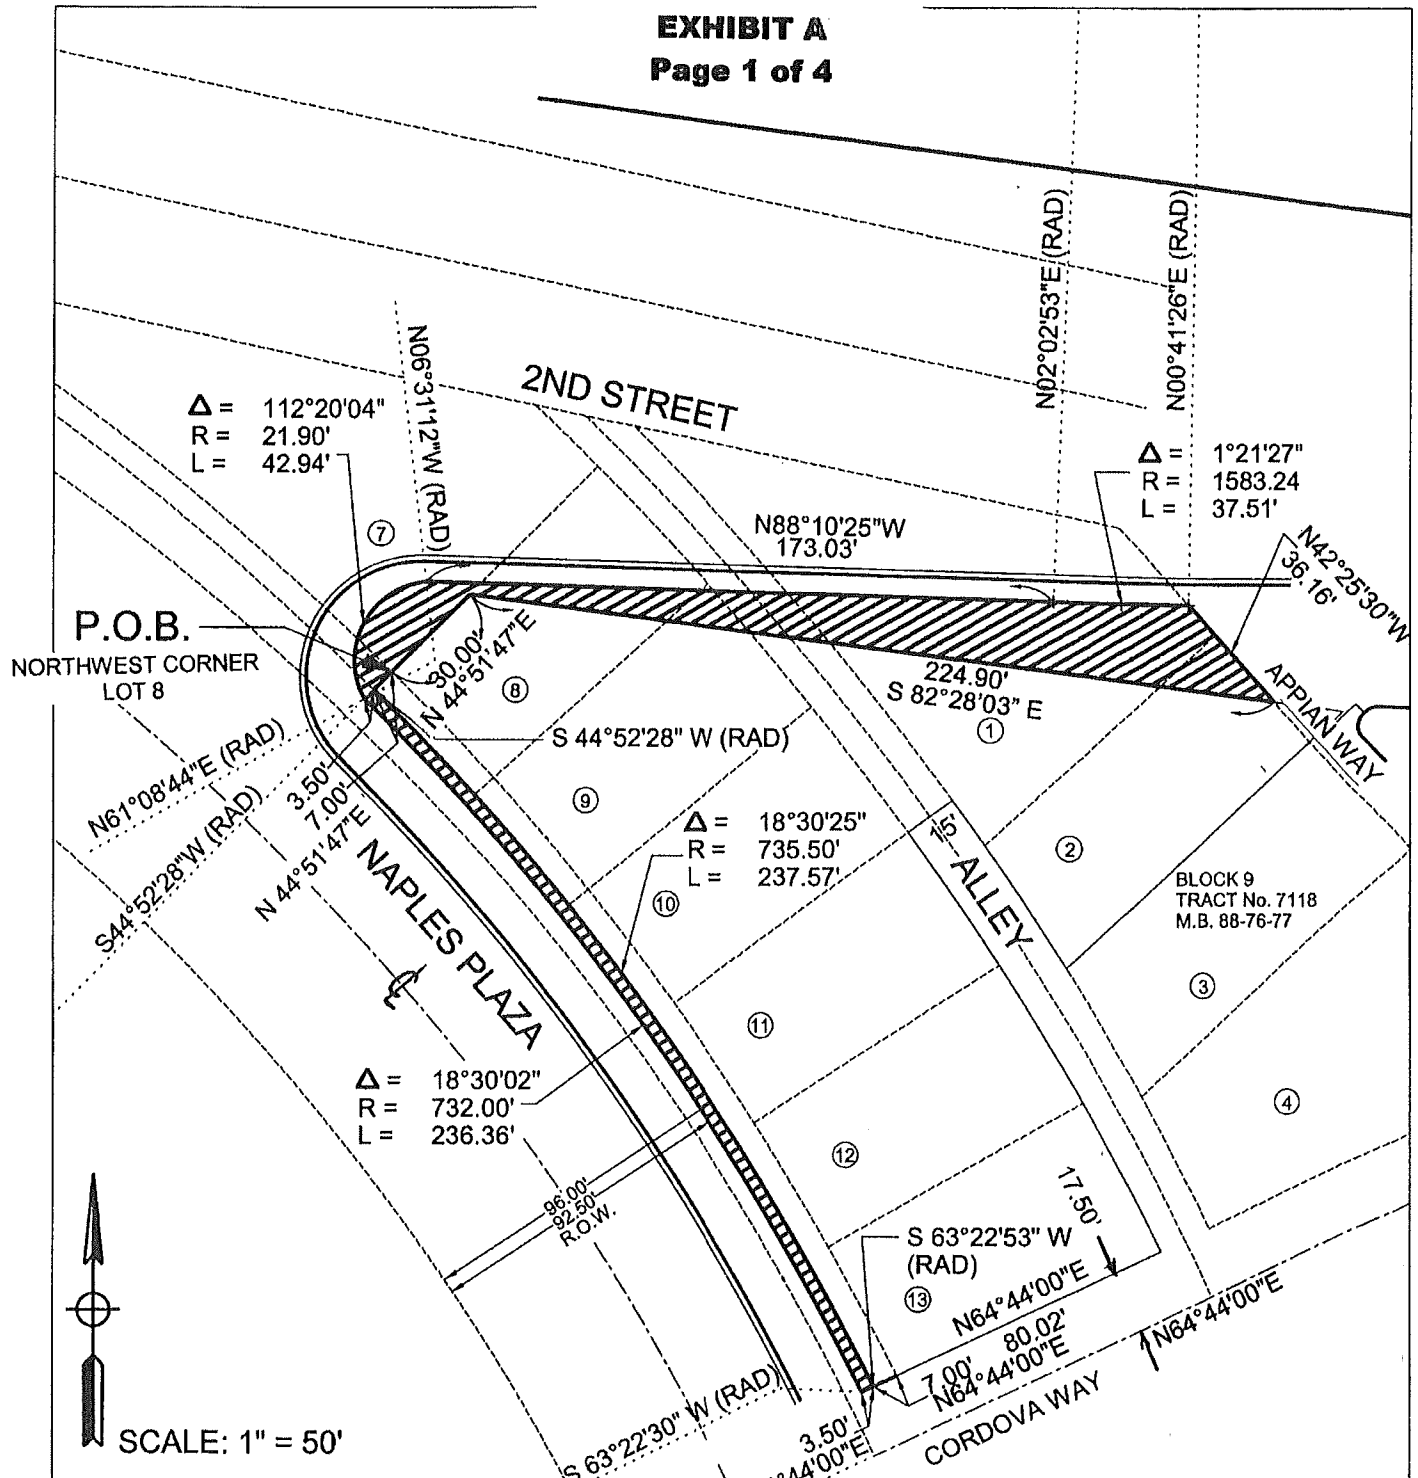 EXHIBIT A
Page 1 of 4
N02°02'53"E (RAD)
N00°41'26"E (RAD)
N06°31'12"W (RAD)
2ND STREET
Δ = 112°20'04"
R = 21.90'
L = 42.94'
Δ = 1°21'27"
R = 1583.24
L = 37.51'
7
N88°10'25"W
173.03'
N42°25'30"W
36.16'
P.O.B.
NORTHWEST CORNER
LOT 8
30.00'
N 44°51'47"E
8
224.90'
S 82°28'03" E
1
APPIAN WAY
S 44°52'28" W (RAD)
N61°08'44"E (RAD)
S44°52'28"W (RAD)
3.50'
7.00'
N 44°51'47"E
9
Δ = 18°30'25"
R = 735.50'
L = 237.57'
15'
ALLEY
2
BLOCK 9
TRACT No. 7118
M.B. 88-76-77
10
NAPLES PLAZA
3
11
Δ = 18°30'02"
R = 732.00'
L = 236.36'
4
12
96.00'
92.50'
R.O.W.
17.50'
S 63°22'53" W
(RAD)
13
N64°44'00"E
80.02'
7.00'
N64°44'00"E
N64°44'00"E
CORDOVA WAY
S 63°22'30" W (RAD)
3.50'
°44'00"E
SCALE: 1" = 50'